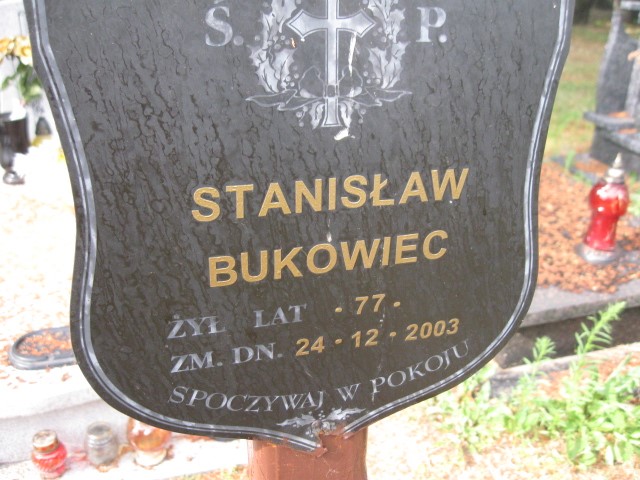 Ś. P.
STANISŁAW
BUKOWIEC
ŻYŁ LAT - 77 -
ZM. DN. 24 - 12 - 2003
SPOCZYWAJ W POKOJU